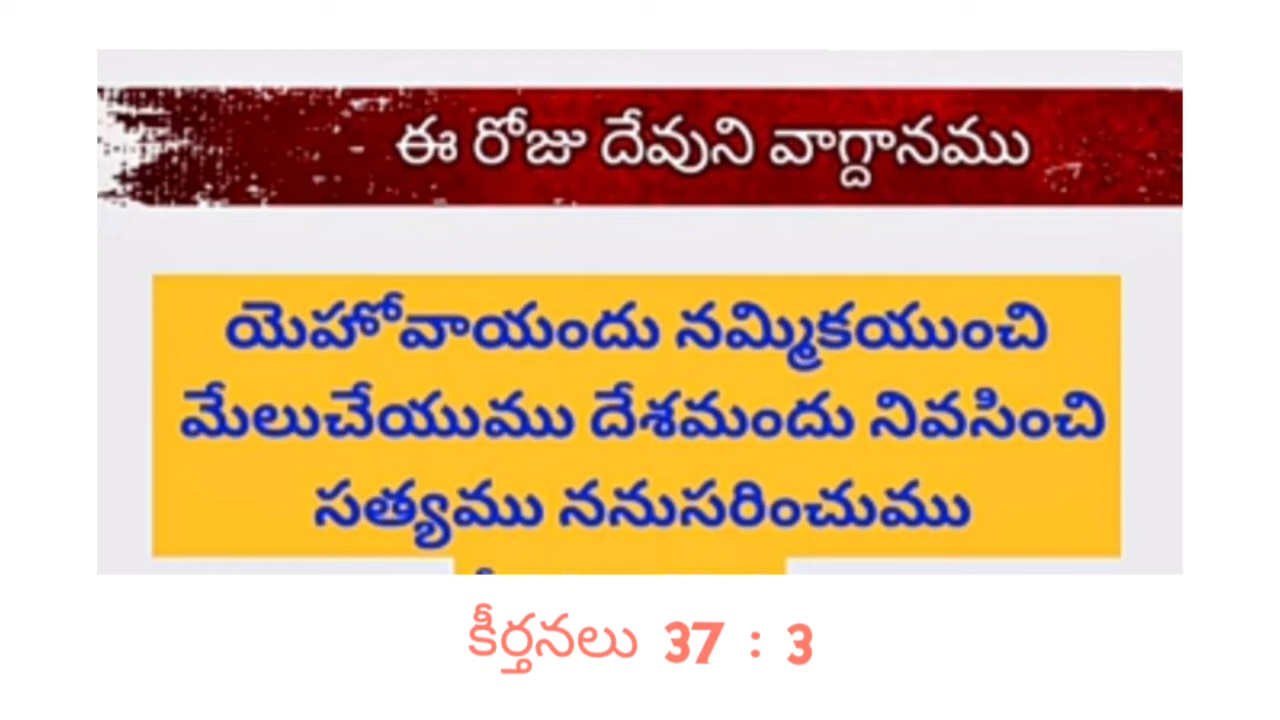 ఈ రోజు దేవుని వాగ్దానము
యెహోవాయందు నమ్మికయుంచి
మేలుచేయుము దేశమందు నివసించి
సత్యము ననుసరించుము
కీర్తనలు 37 : 3